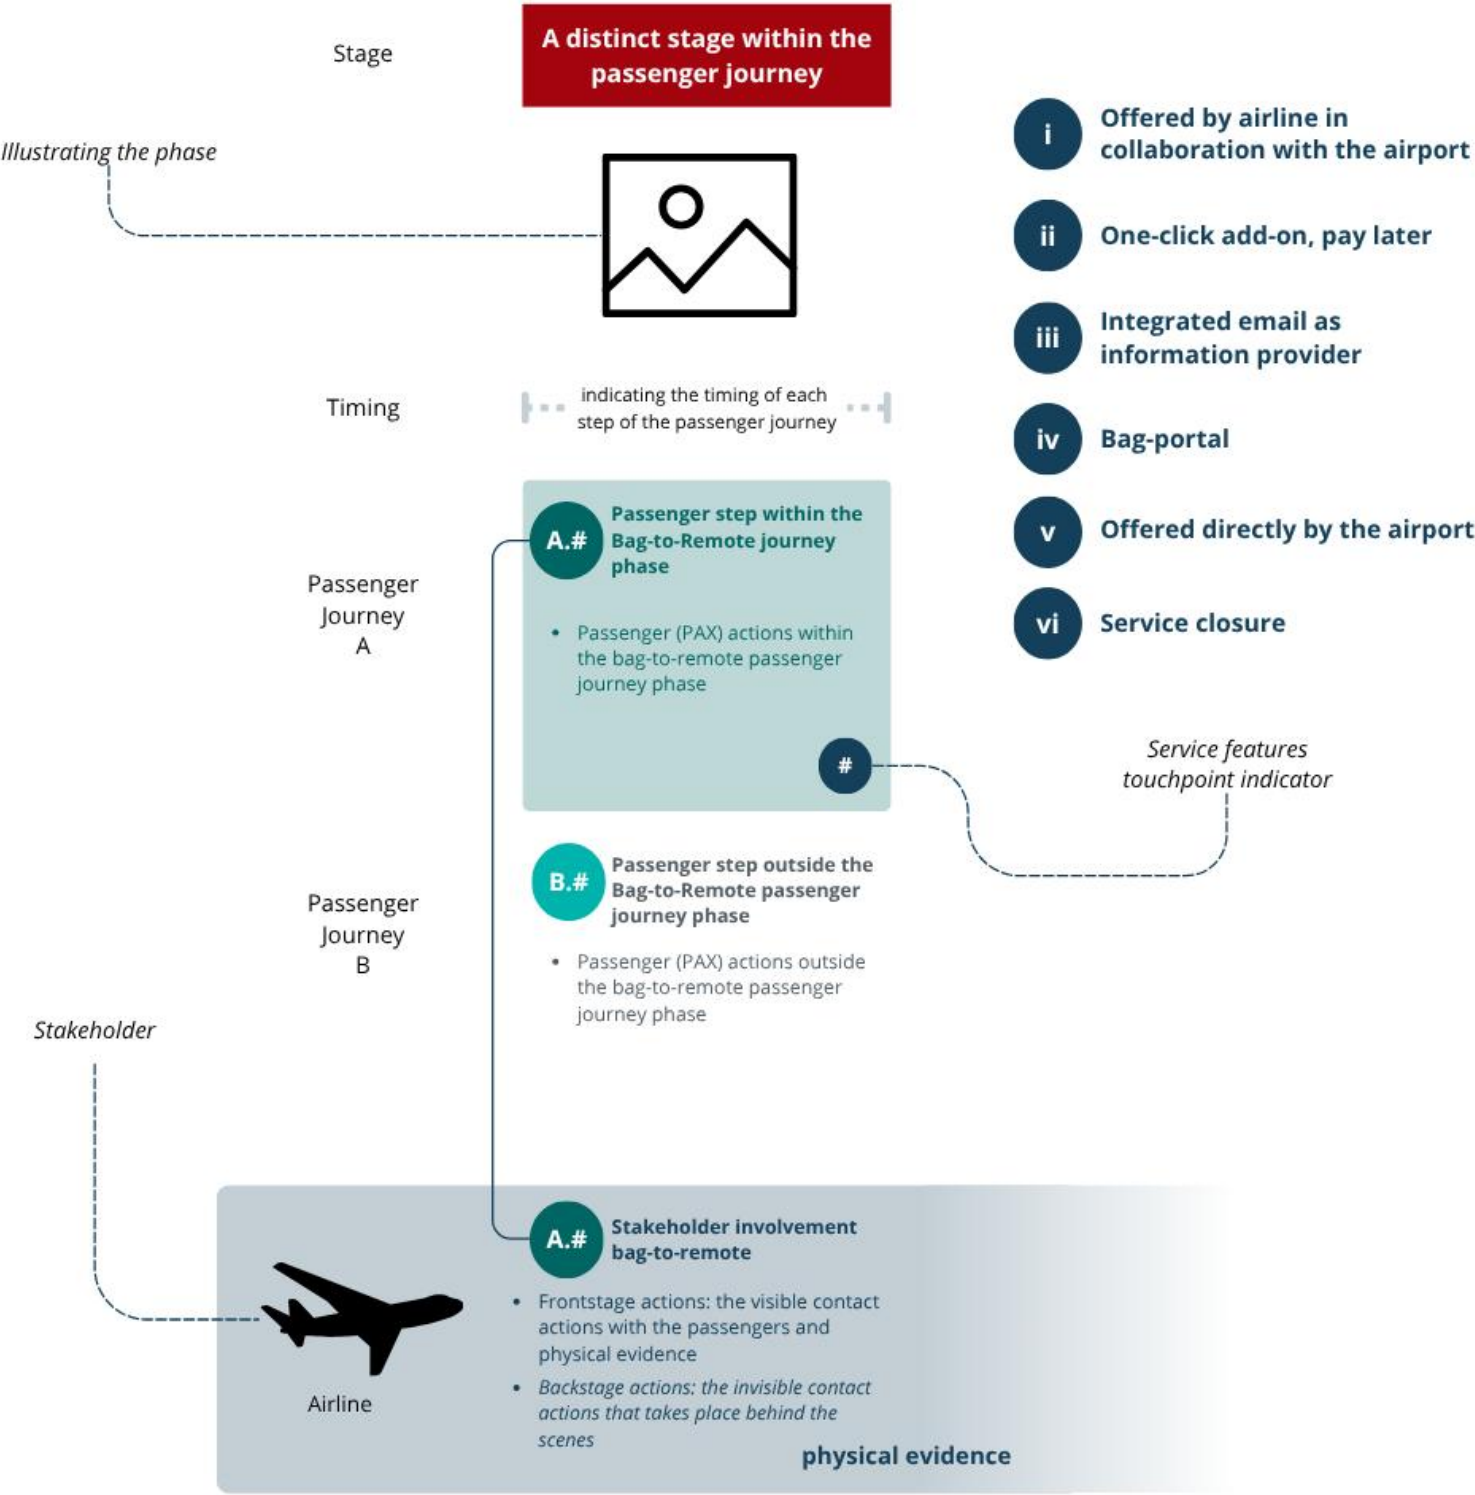 Stage
A distinct stage within the
passenger journey
Illustrating the phase
i
Offered by airline in
collaboration with the airport
ii
One-click add-on, pay later
iii
Integrated email as
information provider
iv
Bag-portal
v
Offered directly by the airport
vi
Service closure
Timing
indicating the timing of each
step of the passenger journey
Passenger
Journey
A
A.#
Passenger step within the
Bag-to-Remote journey
phase
• Passenger (PAX) actions within
the bag-to-remote passenger
journey phase
#
Service features
touchpoint indicator
Passenger
Journey
B
B.#
Passenger step outside the
Bag-to-Remote passenger
journey phase
• Passenger (PAX) actions outside
the bag-to-remote passenger
journey phase
Stakeholder
Airline
A.#
Stakeholder involvement
bag-to-remote
• Frontstage actions: the visible contact
actions with the passengers and
physical evidence
• Backstage actions: the invisible contact
actions that takes place behind the
scenes
physical evidence